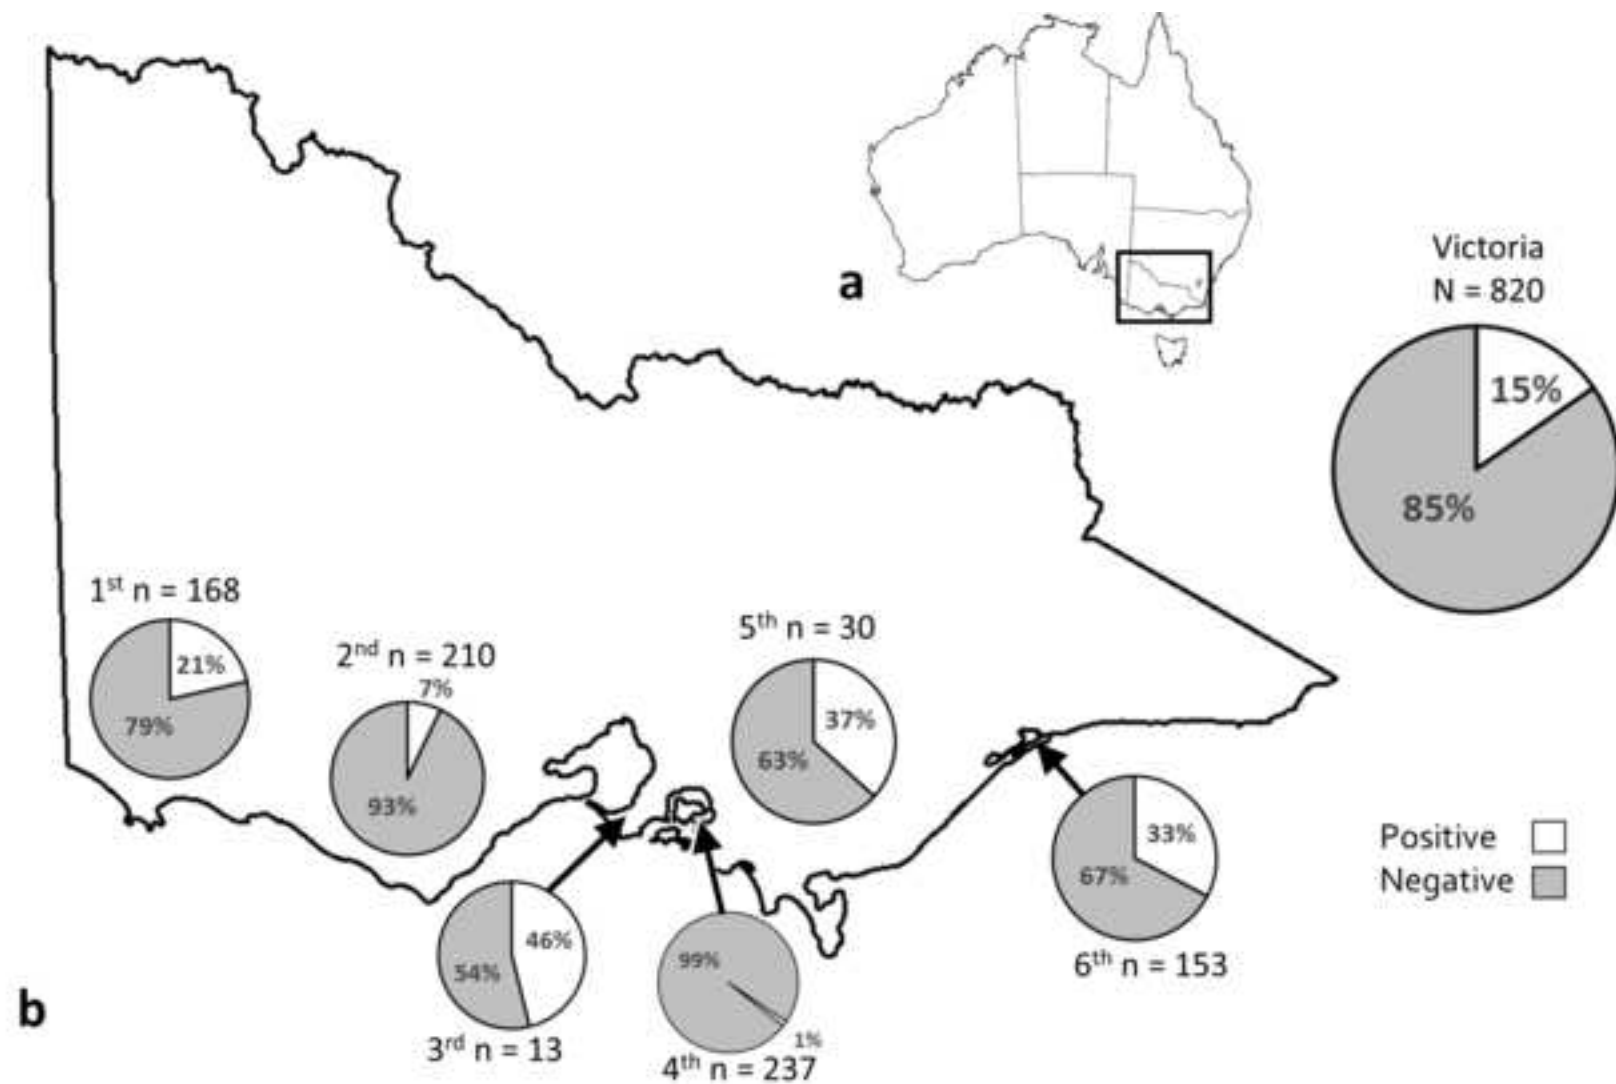 a
Victoria
N = 820
15%
85%
1st n = 168
21%
79%
2nd n = 210
7%
93%
5th n = 30
37%
63%
33%
67%
6th n = 153
Positive
Negative
46%
54%
3rd n = 13
99%
1%
4th n = 237
b